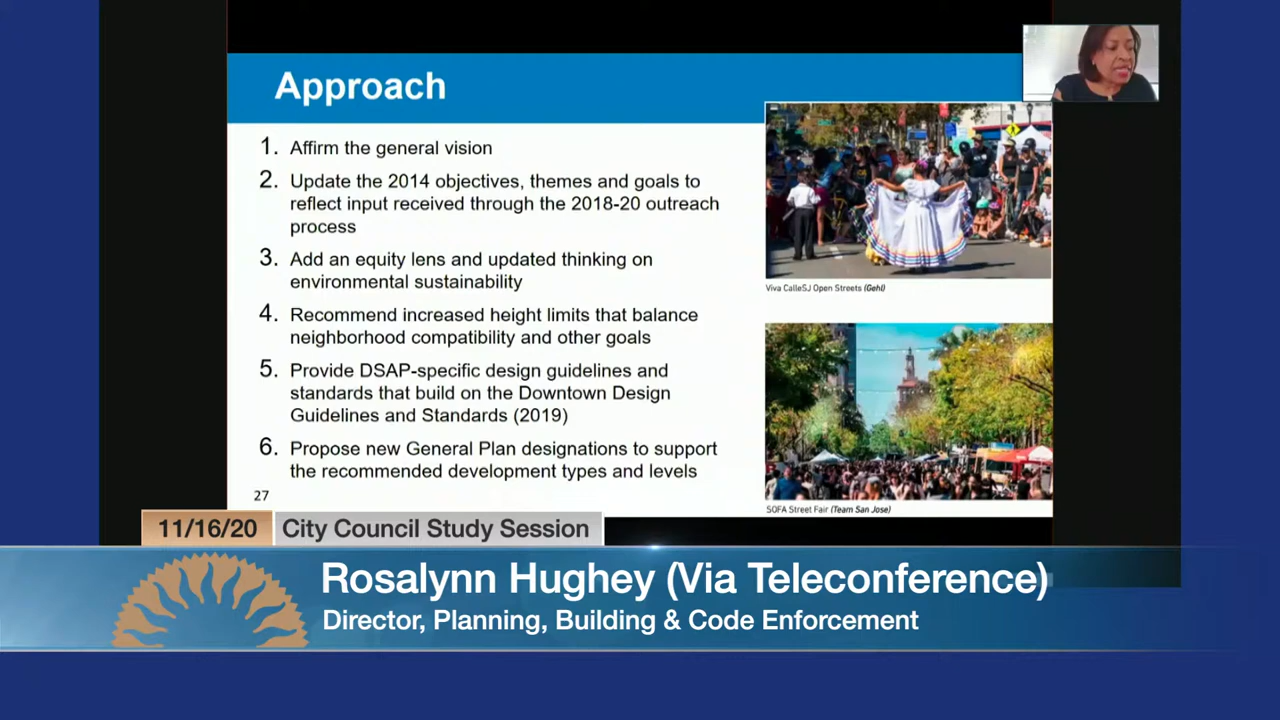 Approach
1. Affirm the general vision
2. Update the 2014 objectives, themes and goals to
reflect input received through the 2018-20 outreach
process
3. Add an equity lens and updated thinking on
environmental sustainability
4. Recommend increased height limits that balance
neighborhood compatibility and other goals
5. Provide DSAP-specific design guidelines and
standards that build on the Downtown Design
Guidelines and Standards (2019)
6. Propose new General Plan designations to support
the recommended development types and levels
27
Viva CalleSJ Open Streets (Gehl)
SOFA Street Fair (Team San Jose)
11/16/20 City Council Study Session
Rosalynn Hughey (Via Teleconference)
Director, Planning, Building & Code Enforcement